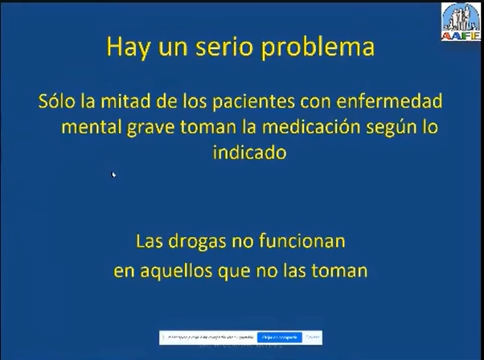 AAFE
Hay un serio problema
Sólo la mitad de los pacientes con enfermedad
mental grave toman la medicación según lo
indicado
Las drogas no funcionan
en aquellos que no las toman